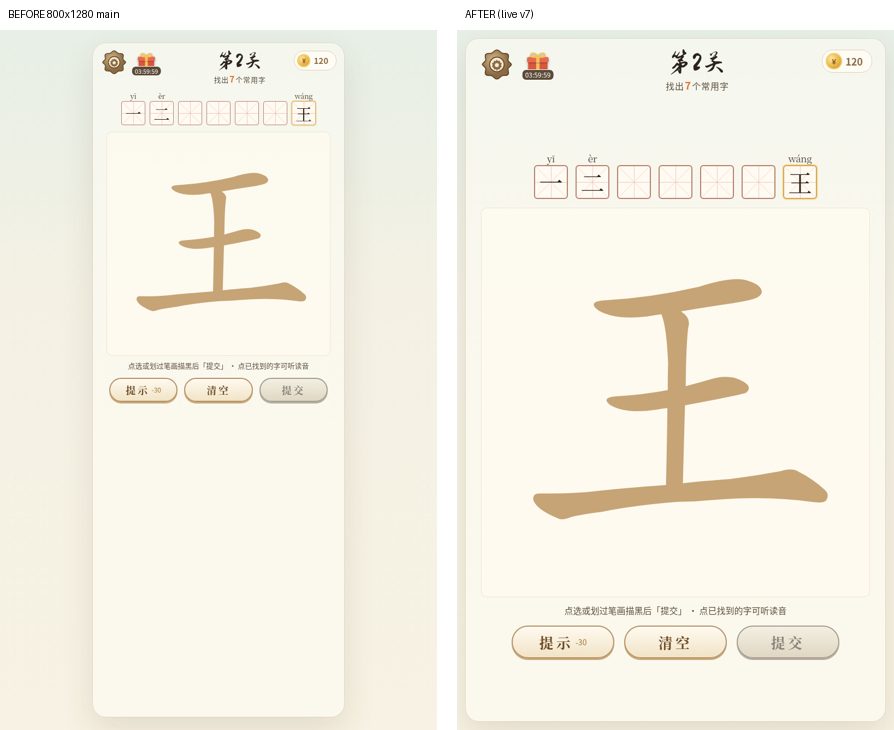 BEFORE 800x1280 main
03:59:59
第2关
¥ 120
找出7个常用字
yī èr wáng
一 二 王
王
点选或划过笔画描黑后「提交」 · 点已找到的字可听读音
提示 -30 清空 提交
AFTER (live v7)
03:59:59
第2关
¥ 120
找出7个常用字
yī èr wáng
一 二 王
王
点选或划过笔画描黑后「提交」 · 点已找到的字可听读音
提示 -30 清空 提交